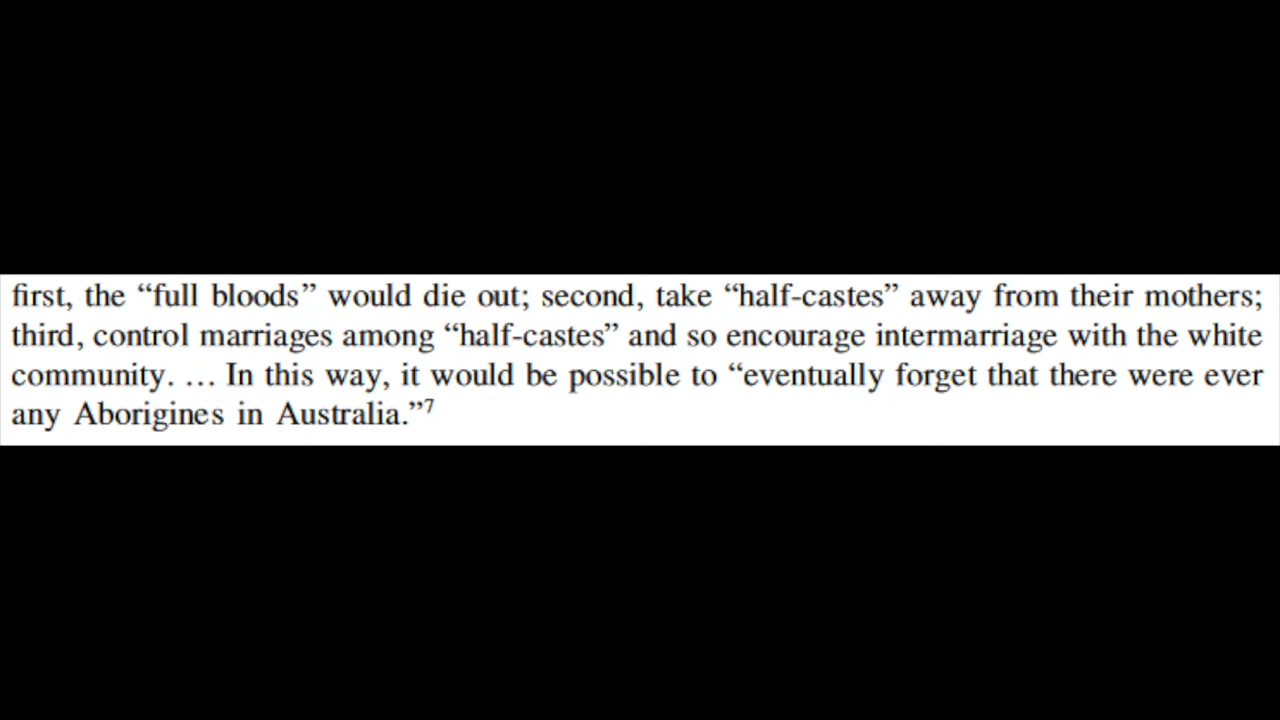 first, the “full bloods” would die out; second, take “half-castes” away from their mothers;
third, control marriages among “half-castes” and so encourage intermarriage with the white
community. … In this way, it would be possible to “eventually forget that there were ever
any Aborigines in Australia.”⁷